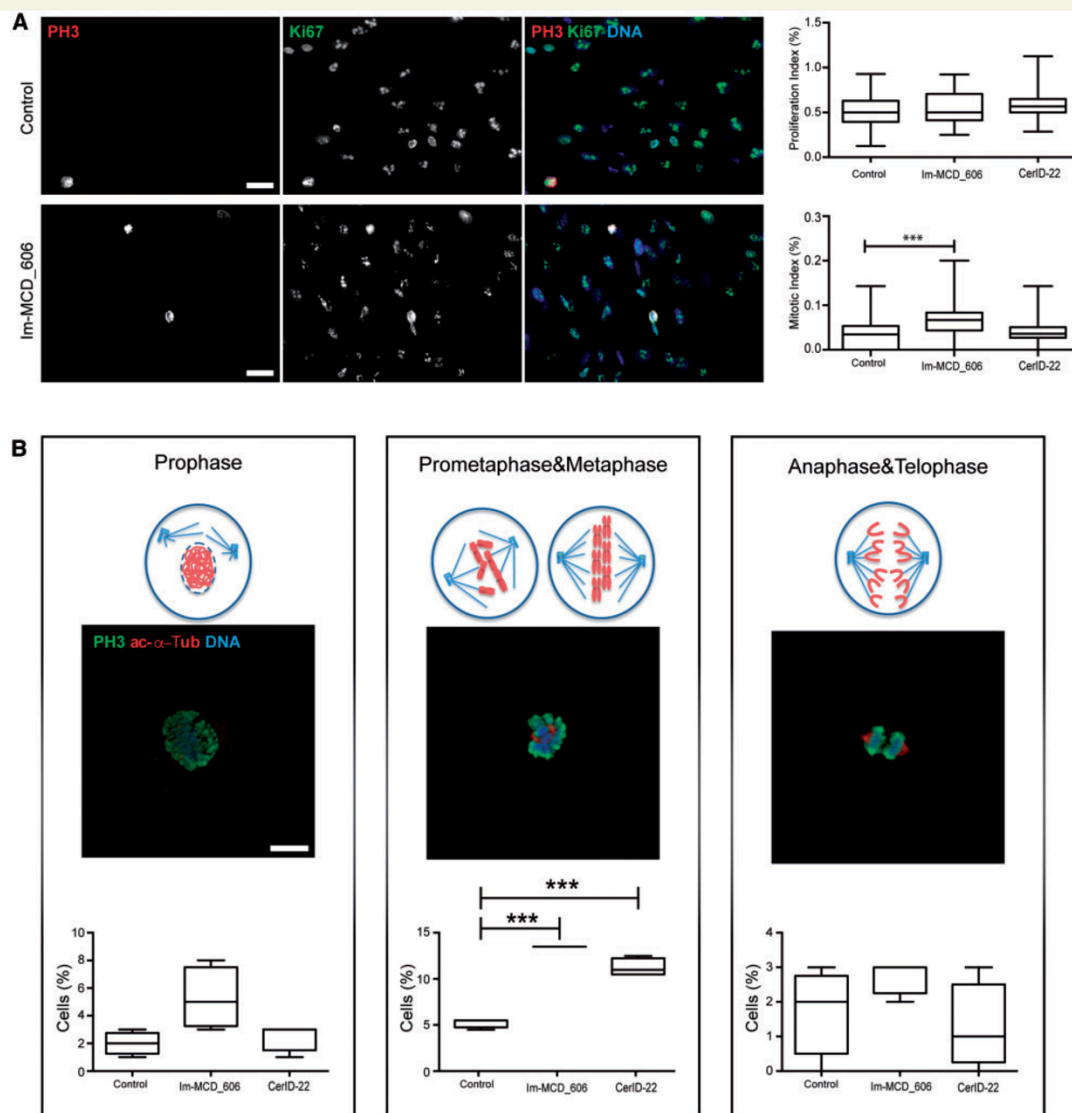 A
PH3
Ki67
PH3 Ki67 DNA
Control
Im-MCD_606
Proliferation Index (%)
1.5
1.0
0.5
0.0
Control
Im-MCD_606
CerID-22
Mitotic Index (%)
0.3
0.2
0.1
0.0
***
Control
Im-MCD_606
CerID-22
B
Prophase
PH3 ac-α-Tub DNA
Cells (%)
10
8
6
4
2
0
Control
Im-MCD_606
CerID-22
Prometaphase&Metaphase
***
***
Cells (%)
15
10
5
0
Control
Im-MCD_606
CerID-22
Anaphase&Telophase
Cells (%)
4
3
2
1
0
Control
Im-MCD_606
CerID-22